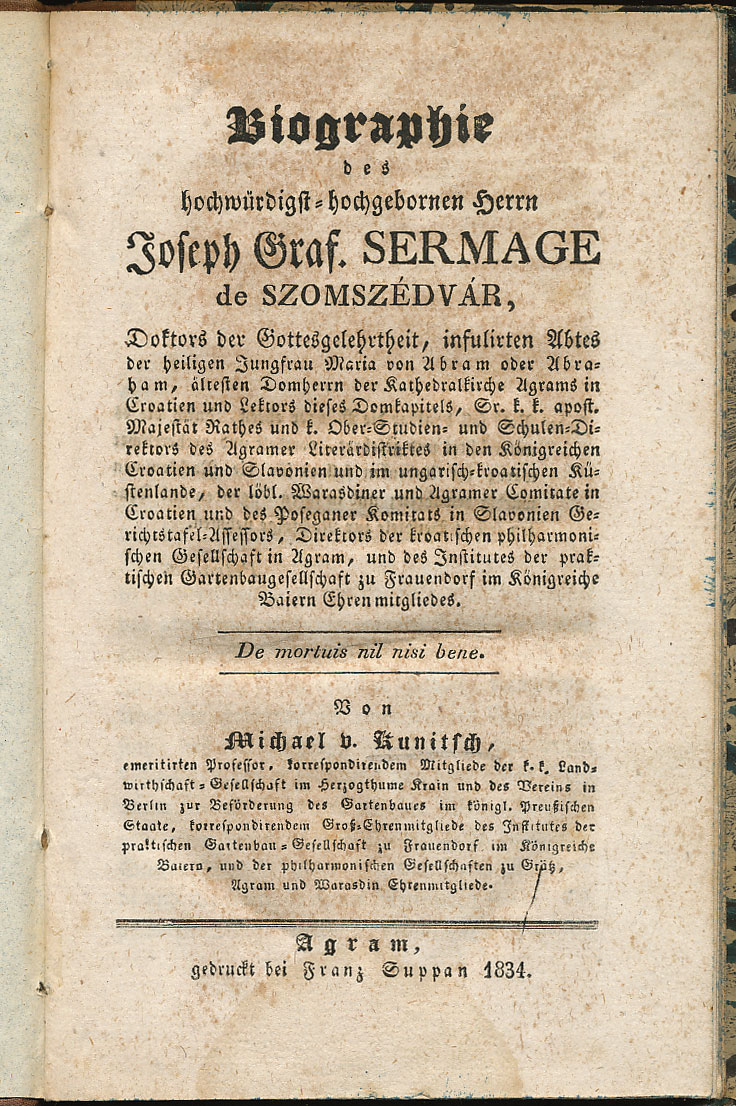 Biographie
des
hochwürdigst=hochgebornen Herrn
Joseph Graf. SERMAGE
de SZOMSZÉDVÁR,
Doktors der Gottesgelehrtheit, infulirten Abtes
der heiligen Jungfrau Maria von Abram oder Abra=
ham, ältesten Domherrn der Kathedralkirche Agrams in
Croatien und Lektors dieses Domkapitels, Sr. k. k. apost.
Majestät Rathes und k. Ober=Studien= und Schulen=Di=
rektors des Agramer Literärdistriktes in den Königreichen
Croatien und Slavonien und im ungarisch=kroatischen Kü=
stenlande, der löbl. Warasdiner und Agramer Comitate in
Croatien und des Poseganer Komitats in Slavonien Ge=
richtstafel=Assessors, Direktors der kroatischen philharmoni=
schen Gesellschaft in Agram, und des Institutes der prak=
tischen Gartenbaugesellschaft zu Frauendorf im Königreiche
Baiern Ehrenmitgliedes.
De mortuis nil nisi bene.
Von
Michael v. Kunitsch,
emeritirten Professor, korrespondirendem Mitgliede der k. k. Land=
wirthschaft=Gesellschaft im Herzogthume Krain und des Vereins in
Berlin zur Beförderung des Gartenbaues im königl. Preußischen
Staate, korrespondirendem Groß=Ehrenmitgliede des Institutes der
praktischen Gartenbau=Gesellschaft zu Frauendorf im Königreiche
Baiern, und der philharmonischen Gesellschaften zu Grätz,
Agram und Warasdin Ehrenmitgliede.
Agram,
gedruckt bei Franz Suppan 1834.